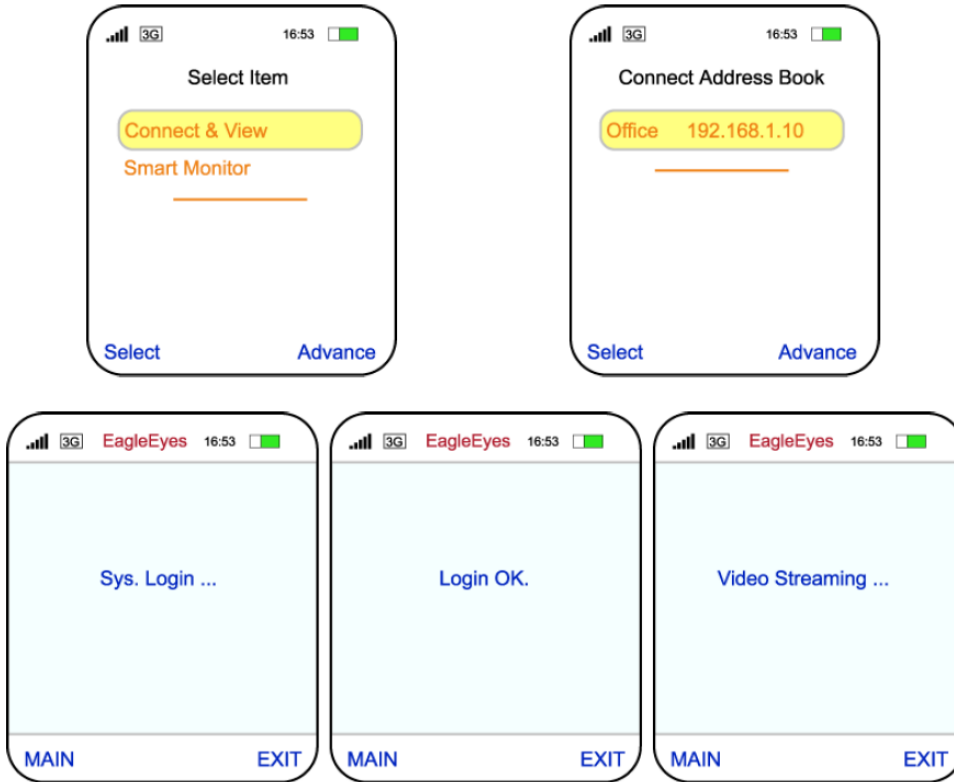 3G 16:53
Select Item
Connect & View
Smart Monitor
Select Advance
3G 16:53
Connect Address Book
Office 192.168.1.10
Select Advance
3G EagleEyes 16:53
Sys. Login ...
MAIN EXIT
3G EagleEyes 16:53
Login OK.
MAIN EXIT
3G EagleEyes 16:53
Video Streaming ...
MAIN EXIT